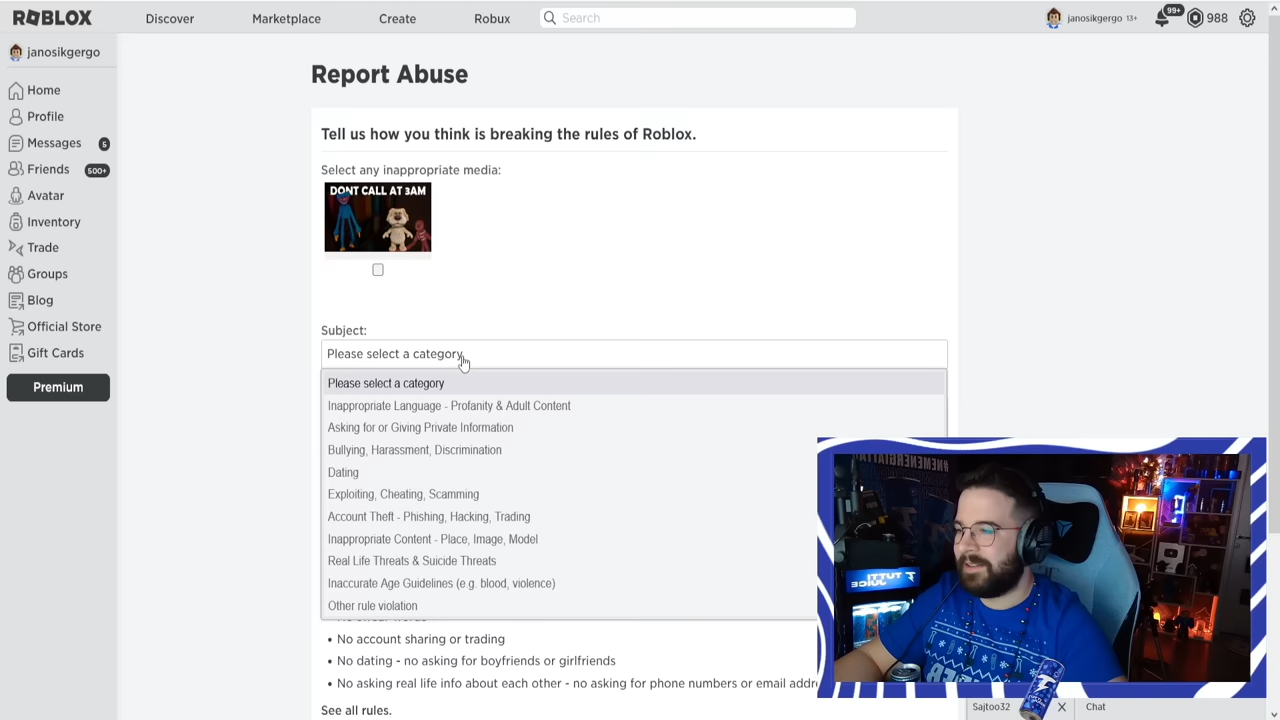 ROBLOX
Discover
Marketplace
Create
Robux
Search
janosikgergo 13+
99+
988
janosikgergo
Home
Profile
Messages
5
Friends
500+
Avatar
Inventory
Trade
Groups
Blog
Official Store
Gift Cards
Premium
Report Abuse
Tell us how you think is breaking the rules of Roblox.
Select any inappropriate media:
DONT CALL AT 3AM
Subject:
Please select a category
Please select a category
Inappropriate Language - Profanity & Adult Content
Asking for or Giving Private Information
Bullying, Harassment, Discrimination
Dating
Exploiting, Cheating, Scamming
Account Theft - Phishing, Hacking, Trading
Inappropriate Content - Place, Image, Model
Real Life Threats & Suicide Threats
Inaccurate Age Guidelines (e.g. blood, violence)
Other rule violation
• No account sharing or trading
• No dating - no asking for boyfriends or girlfriends
• No asking real life info about each other - no asking for phone numbers or email
See all rules.
TUTTI
JUICE
Sajtoo32
Chat